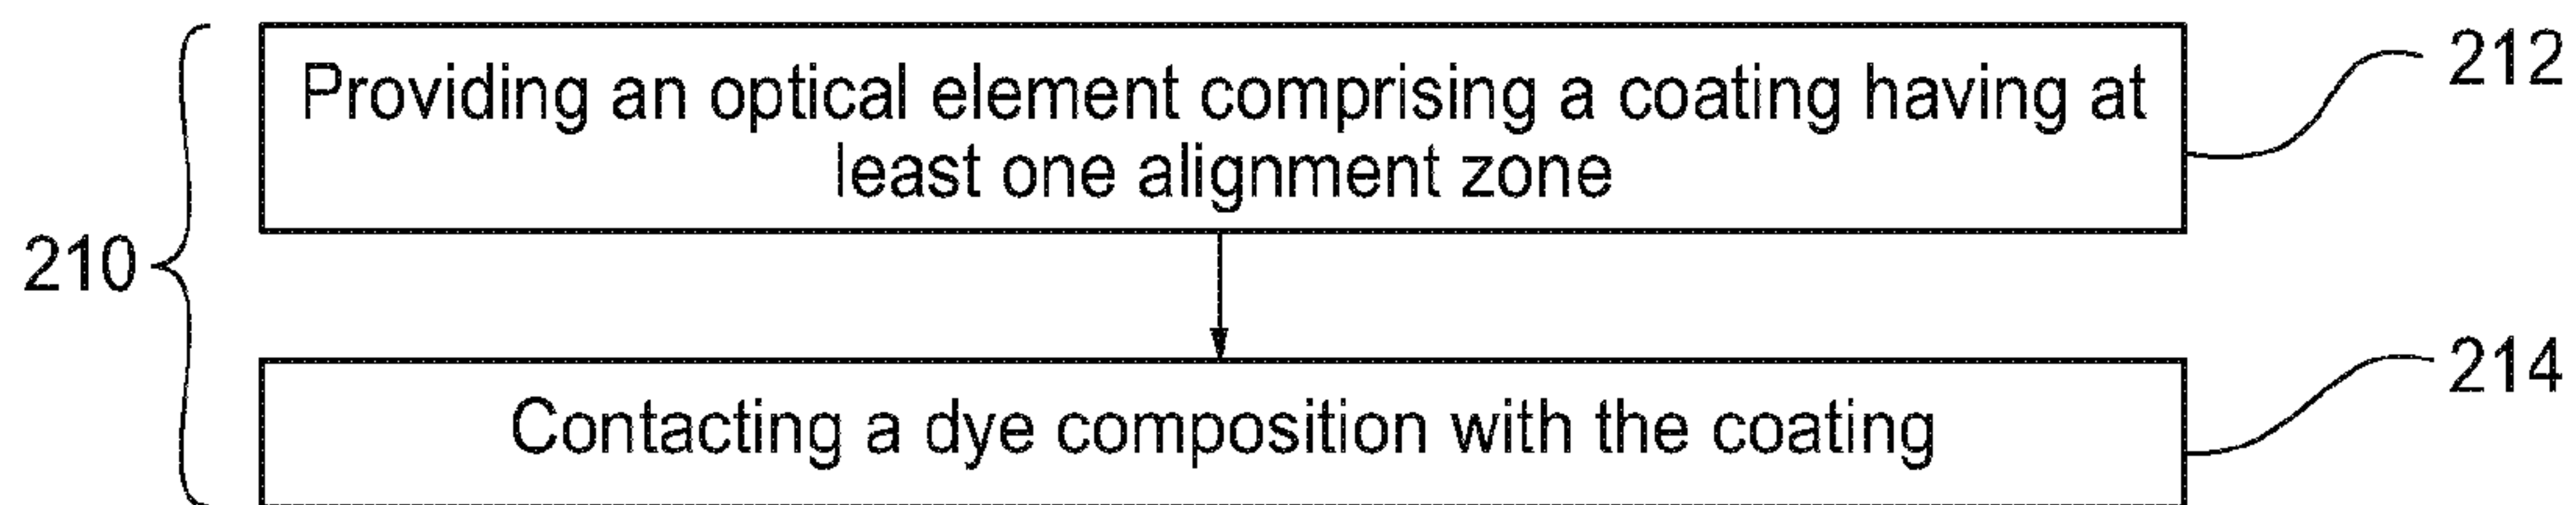 Providing an optical element comprising a coating having at
least one alignment zone
212
210
Contacting a dye composition with the coating
214